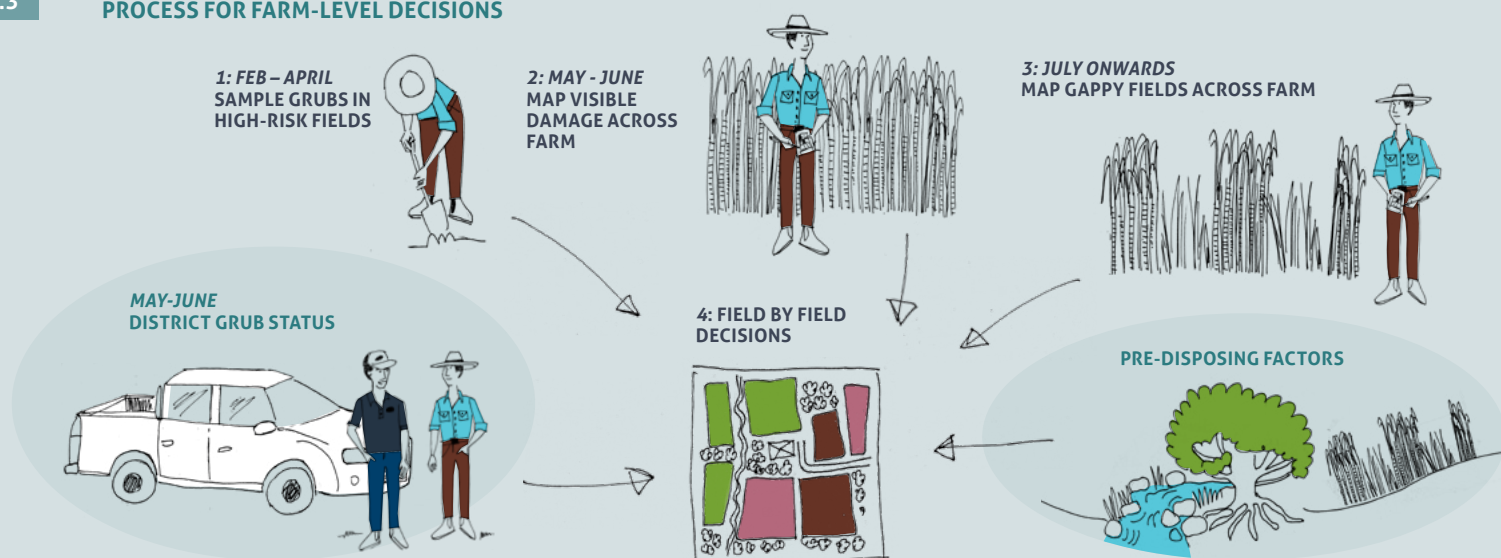 PROCESS FOR FARM-LEVEL DECISIONS
1: FEB – APRIL
SAMPLE GRUBS IN
HIGH-RISK FIELDS
2: MAY - JUNE
MAP VISIBLE
DAMAGE ACROSS
FARM
3: JULY ONWARDS
MAP GAPPY FIELDS ACROSS FARM
MAY-JUNE
DISTRICT GRUB STATUS
4: FIELD BY FIELD
DECISIONS
PRE-DISPOSING FACTORS